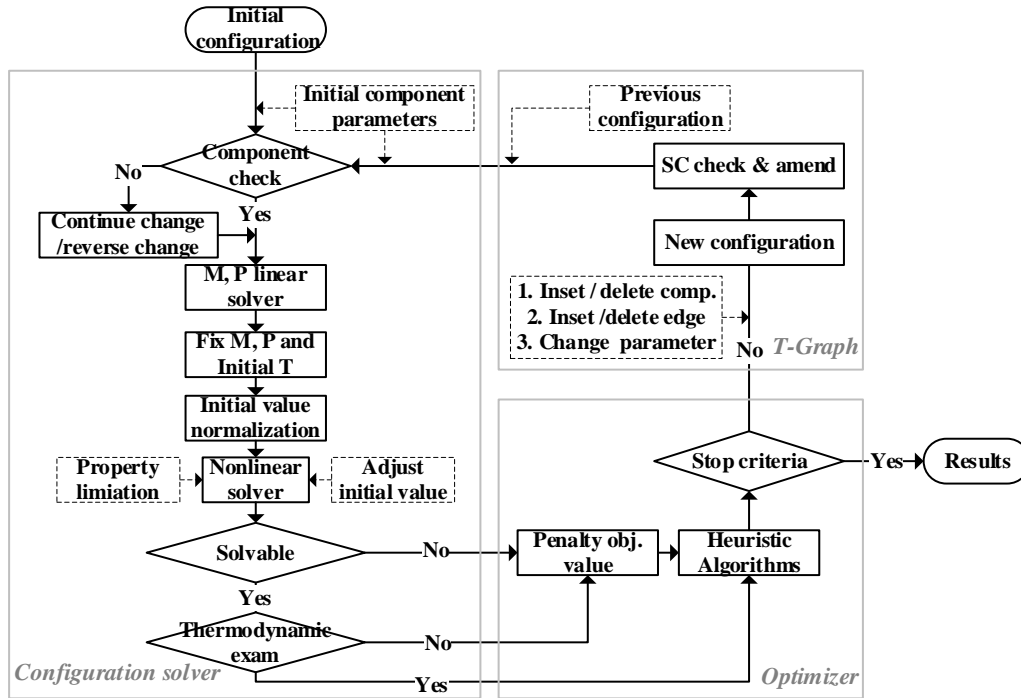 Initial
configuration
Initial component
parameters
Previous
configuration
Component
check
SC check & amend
No
Yes
Continue change
/reverse change
New configuration
M, P linear
solver
1. Inset / delete comp.
2. Inset /delete edge
3. Change parameter
Fix M, P and
Initial T
No
T-Graph
Initial value
normalization
Property
limiation
Nonlinear
solver
Adjust
initial value
Stop criteria
Yes
Results
Solvable
No
Penalty obj.
value
Heuristic
Algorithms
Yes
Thermodynamic
exam
No
Configuration solver
Yes
Optimizer